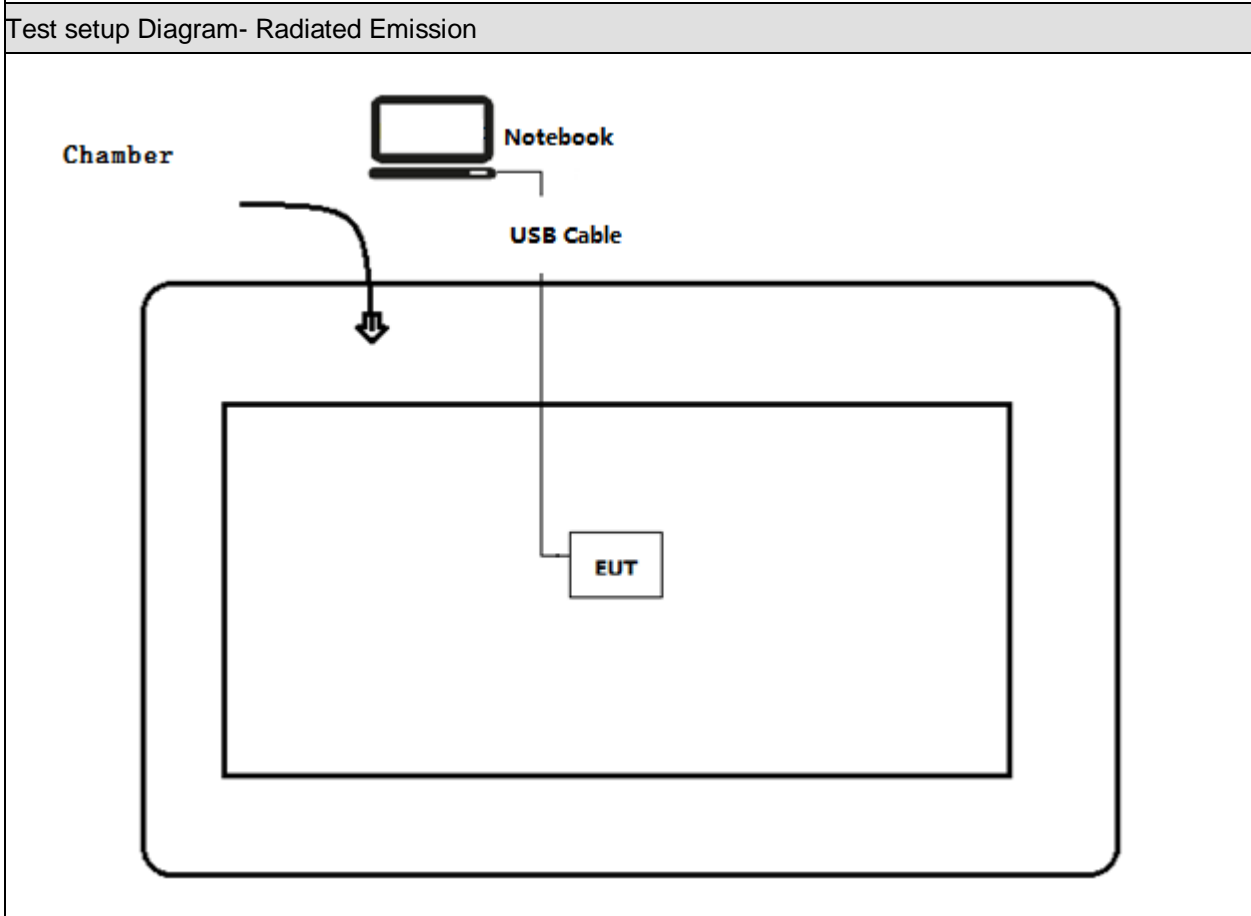 Test setup Diagram- Radiated Emission
Notebook
Chamber
USB Cable
EUT